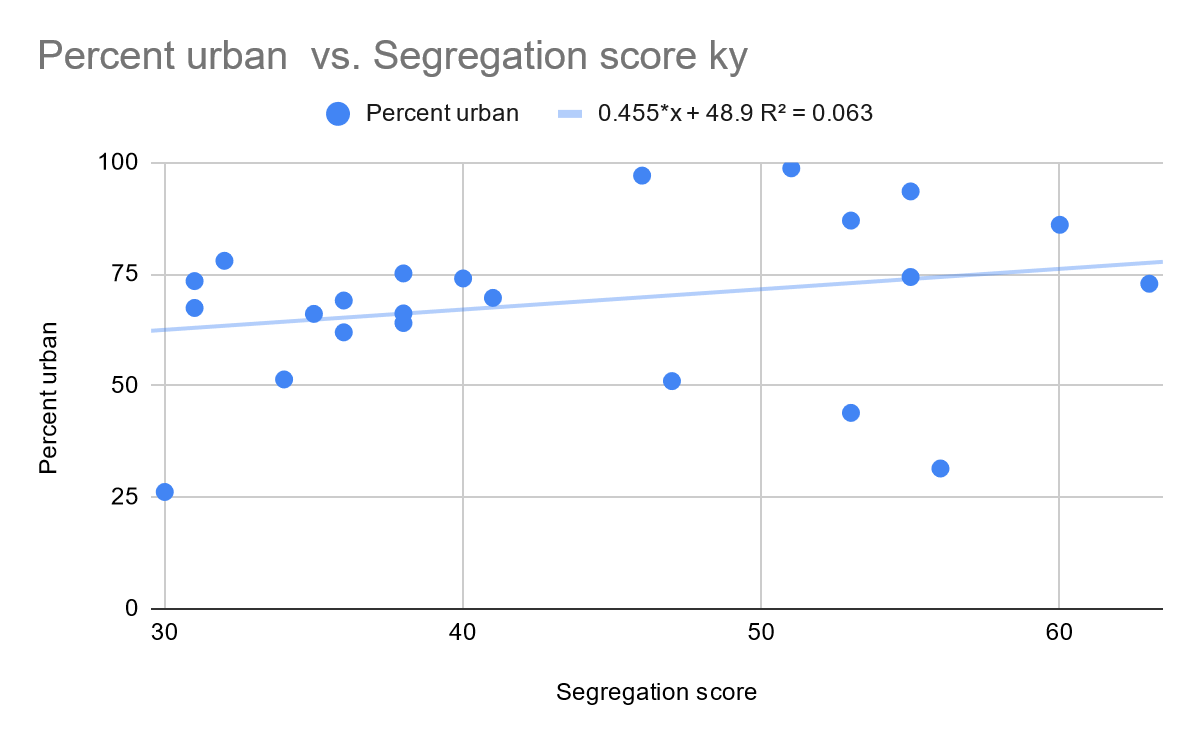 Percent urban  vs. Segregation score ky
Percent urban 0.455*x + 48.9 R² = 0.063
100
75
50
25
0
Percent urban
30 40 50 60
Segregation score